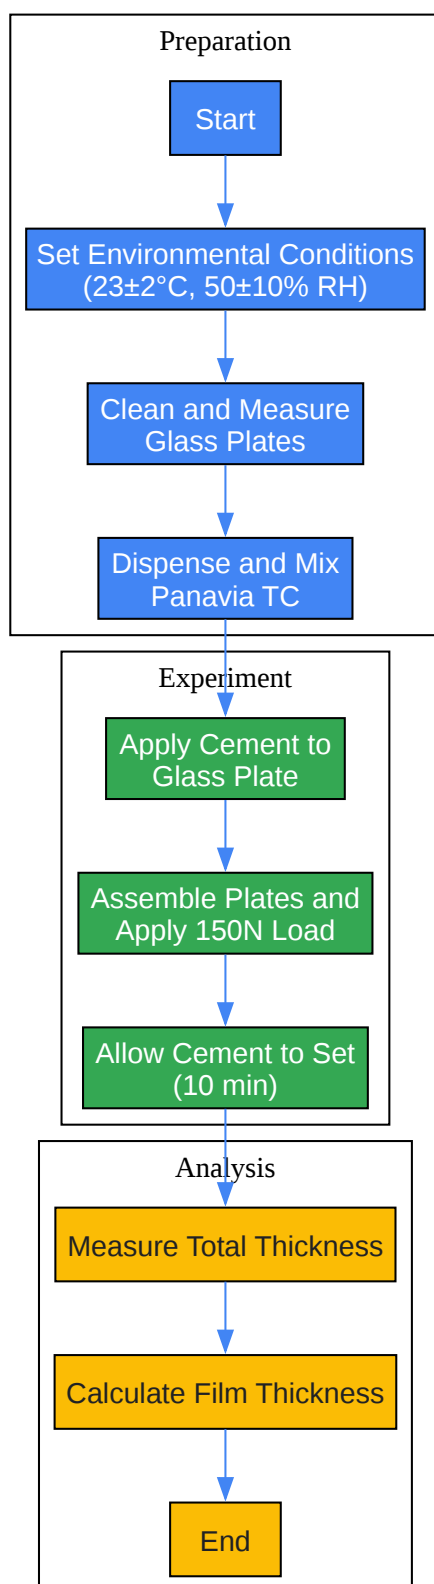 Preparation
Start
Set Environmental Conditions
(23±2°C, 50±10% RH)
Clean and Measure
Glass Plates
Dispense and Mix
Panavia TC
Experiment
Apply Cement to
Glass Plate
Assemble Plates and
Apply 150N Load
Allow Cement to Set
(10 min)
Analysis
Measure Total Thickness
Calculate Film Thickness
End